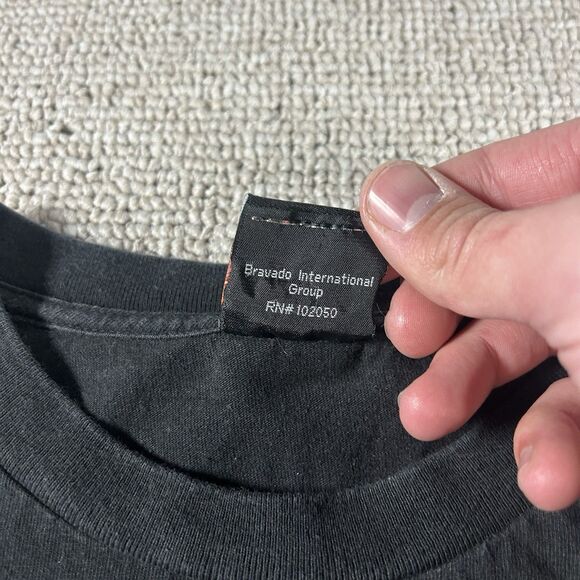 Bravado International
Group
RN# 102050